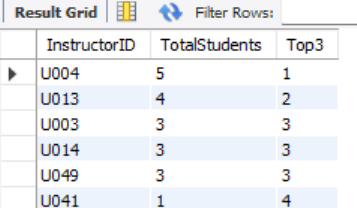 Result Grid Filter Rows:
InstructorID TotalStudents Top3
U004 5 1
U013 4 2
U003 3 3
U014 3 3
U049 3 3
U041 1 4